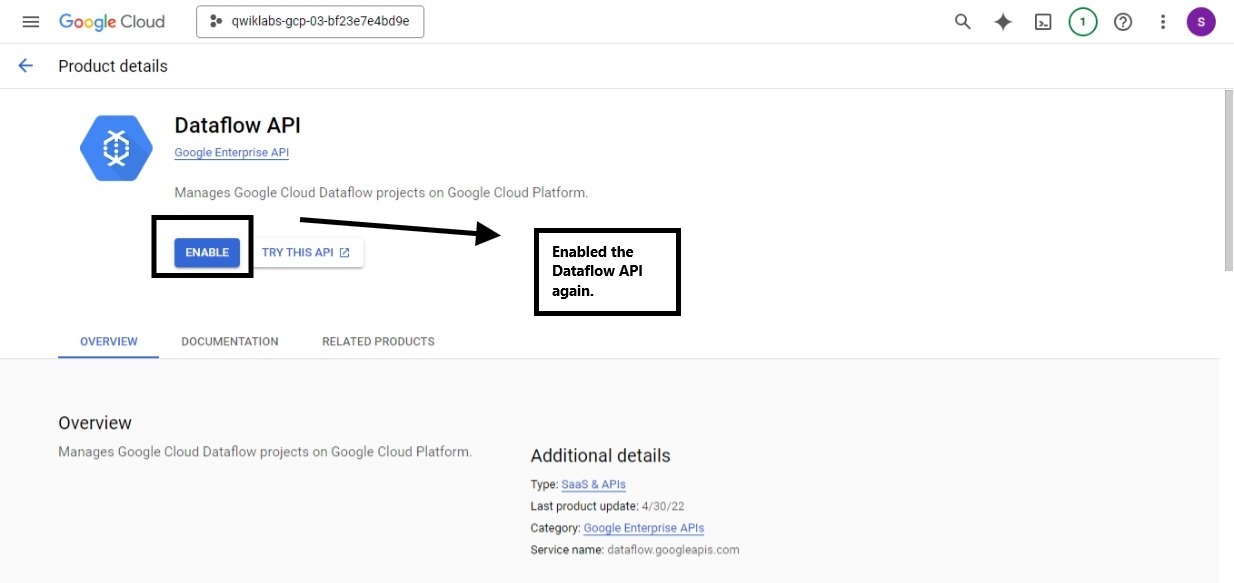 Google Cloud
qwiklabs-gcp-03-bf23e7e4bd9e
1
S
Product details
Dataflow API
Google Enterprise API
Manages Google Cloud Dataflow projects on Google Cloud Platform.
ENABLE
TRY THIS API
Enabled the
Dataflow API
again.
OVERVIEW
DOCUMENTATION
RELATED PRODUCTS
Overview
Manages Google Cloud Dataflow projects on Google Cloud Platform.
Additional details
Type: SaaS & APIs
Last product update: 4/30/22
Category: Google Enterprise APIs
Service name: dataflow.googleapis.com